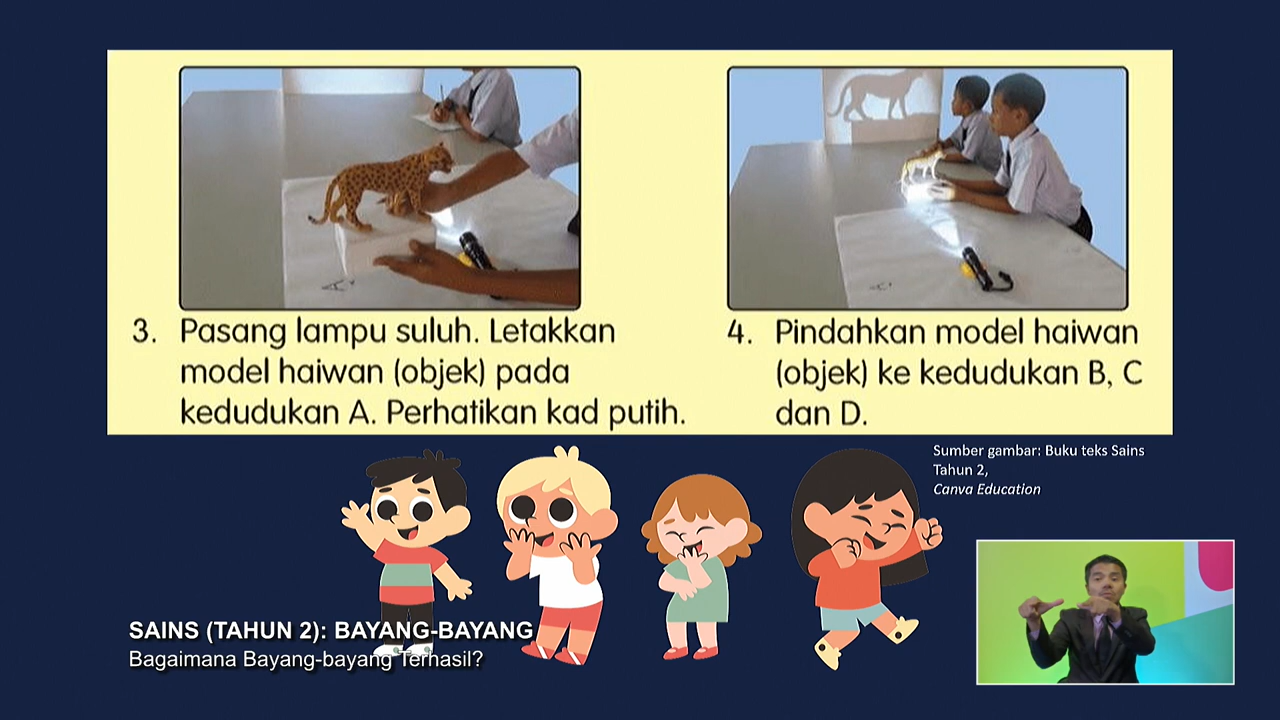 3. Pasang lampu suluh. Letakkan
model haiwan (objek) pada
kedudukan A. Perhatikan kad putih.
4. Pindahkan model haiwan
(objek) ke kedudukan B, C
dan D.
Sumber gambar: Buku teks Sains
Tahun 2,
Canva Education
SAINS (TAHUN 2): BAYANG-BAYANG
Bagaimana Bayang-bayang Terhasil?
A